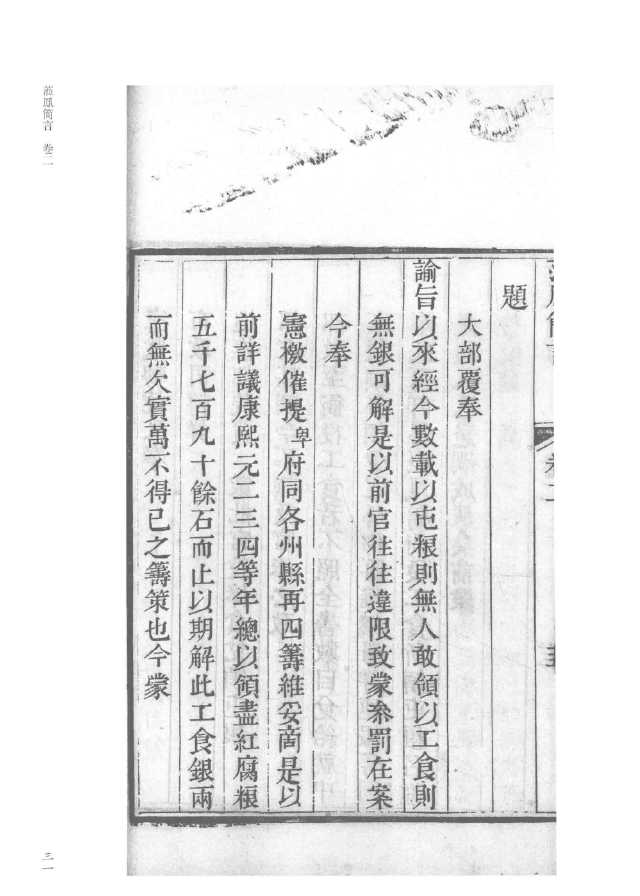 題
大部覆奉
諭旨以來經今數載以屯粮則無人敢領以工食則
無銀可解是以前官往往違限致蒙叅罰在案
今奉
憲檄催提卑府同各州縣再四籌維妥商是以
前詳議康熙元二三四等年總以領盡紅腐粮
五千七百九十餘石而止以期解此工食銀兩
而無欠實萬不得已之籌策也今蒙
鳳簡言 卷二
三一